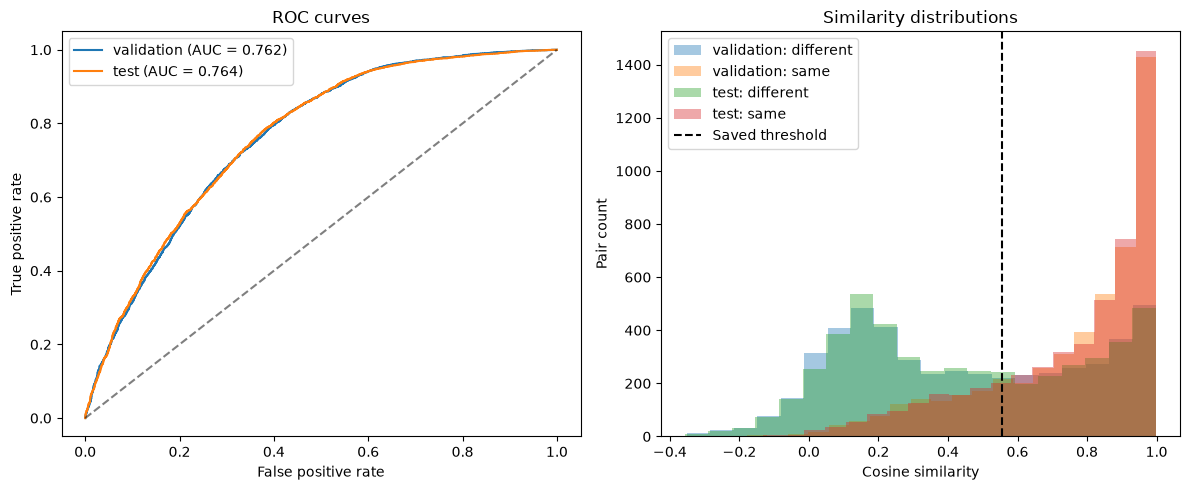 ROC curves
validation (AUC = 0.762)
test (AUC = 0.764)
True positive rate
1.0
0.8
0.6
0.4
0.2
0.0
0.0 0.2 0.4 0.6 0.8 1.0
False positive rate
Similarity distributions
validation: different
validation: same
test: different
test: same
Saved threshold
Pair count
1400
1200
1000
800
600
400
200
0
−0.4 −0.2 0.0 0.2 0.4 0.6 0.8 1.0
Cosine similarity